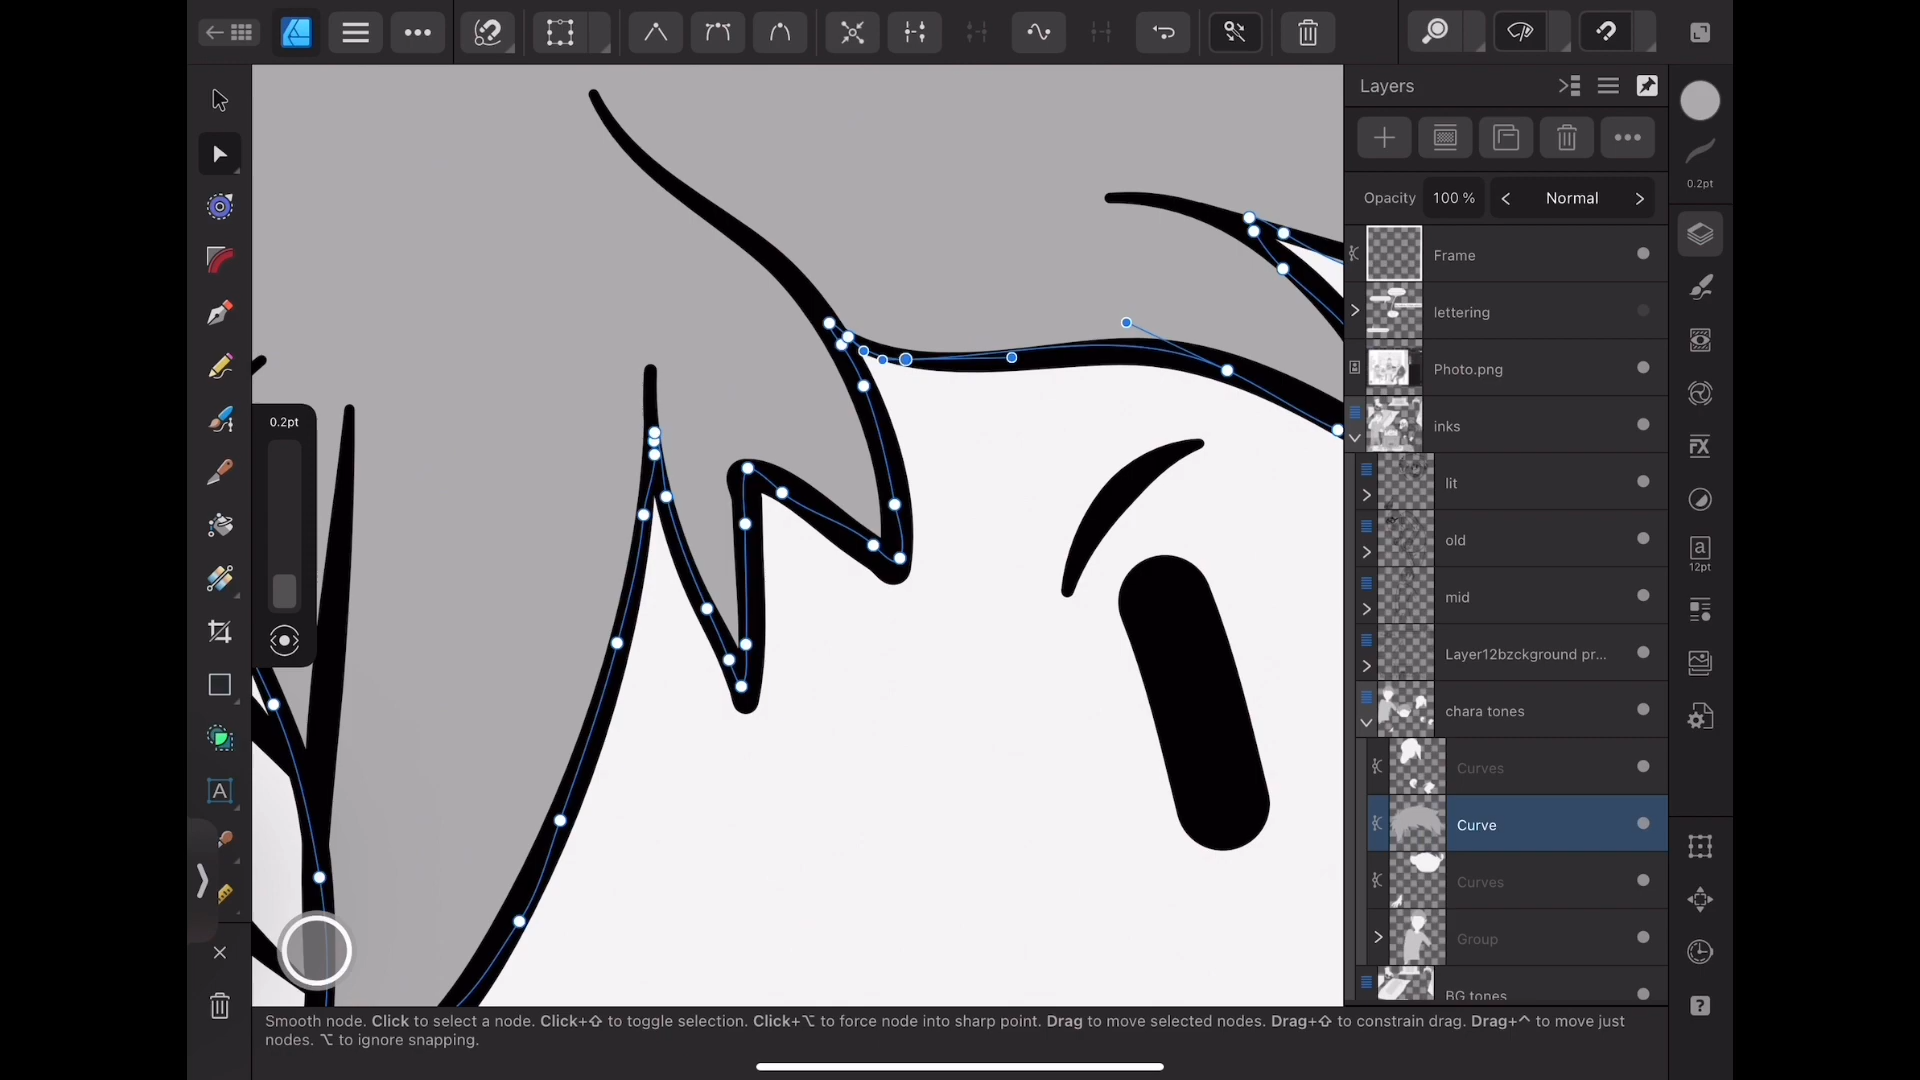 Layers
0.2pt
Opacity 100 % Normal
Frame
lettering
Photo.png
inks
0.2pt
lit
old
a
12pt
mid
Layer12bzckground pr...
chara tones
Curves
A
Curve
Curves
Group
BG tones
?
Smooth node. Click to select a node. Click+⇧ to toggle selection. Click+⌥ to force node into sharp point. Drag to move selected nodes. Drag+⇧ to constrain drag. Drag+^ to move just
nodes. ⌥ to ignore snapping.